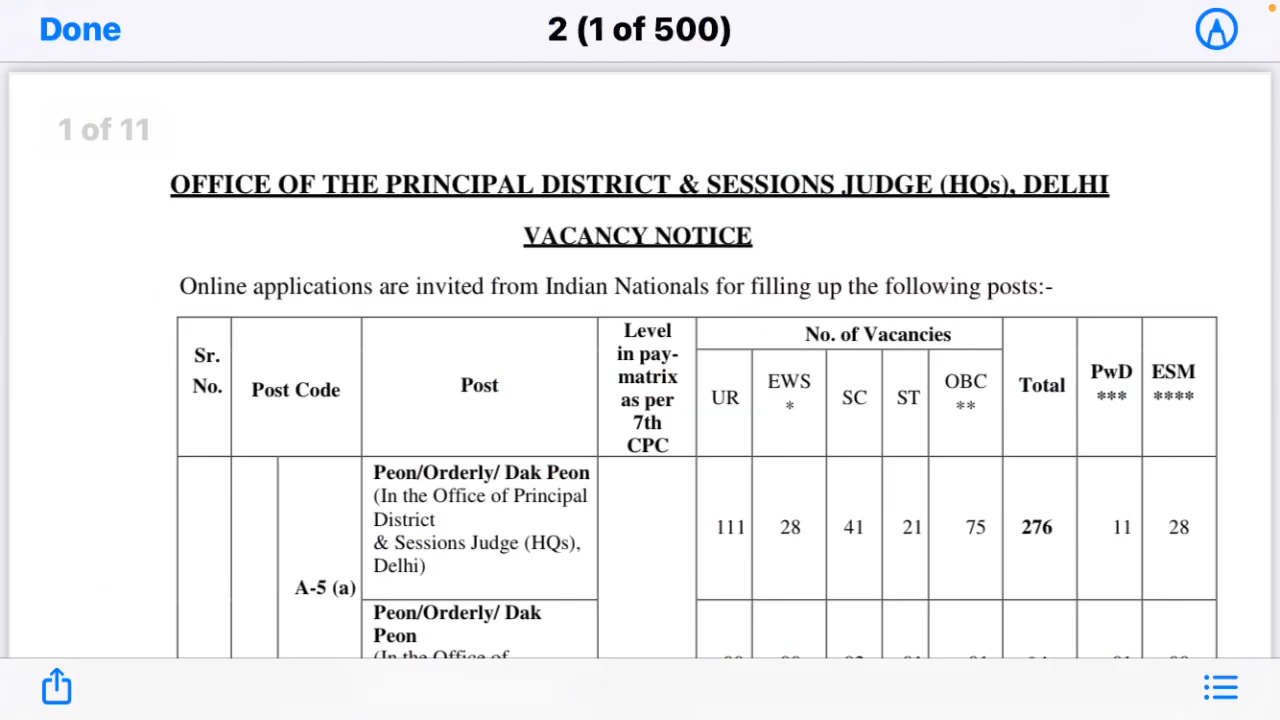 Done
2 (1 of 500)
1 of 11
OFFICE OF THE PRINCIPAL DISTRICT & SESSIONS JUDGE (HQs), DELHI
VACANCY NOTICE
Online applications are invited from Indian Nationals for filling up the following posts:-
Sr.
No.
Post Code
Post
Level
in pay-
matrix
as per
7th
CPC
No. of Vacancies
UR
EWS
*
SC
ST
OBC
**
Total
PwD
***
ESM
****
A-5 (a)
Peon/Orderly/ Dak Peon
(In the Office of Principal
District
& Sessions Judge (HQs),
Delhi)
111
28
41
21
75
276
11
28
Peon/Orderly/ Dak
Peon
(In the Office of